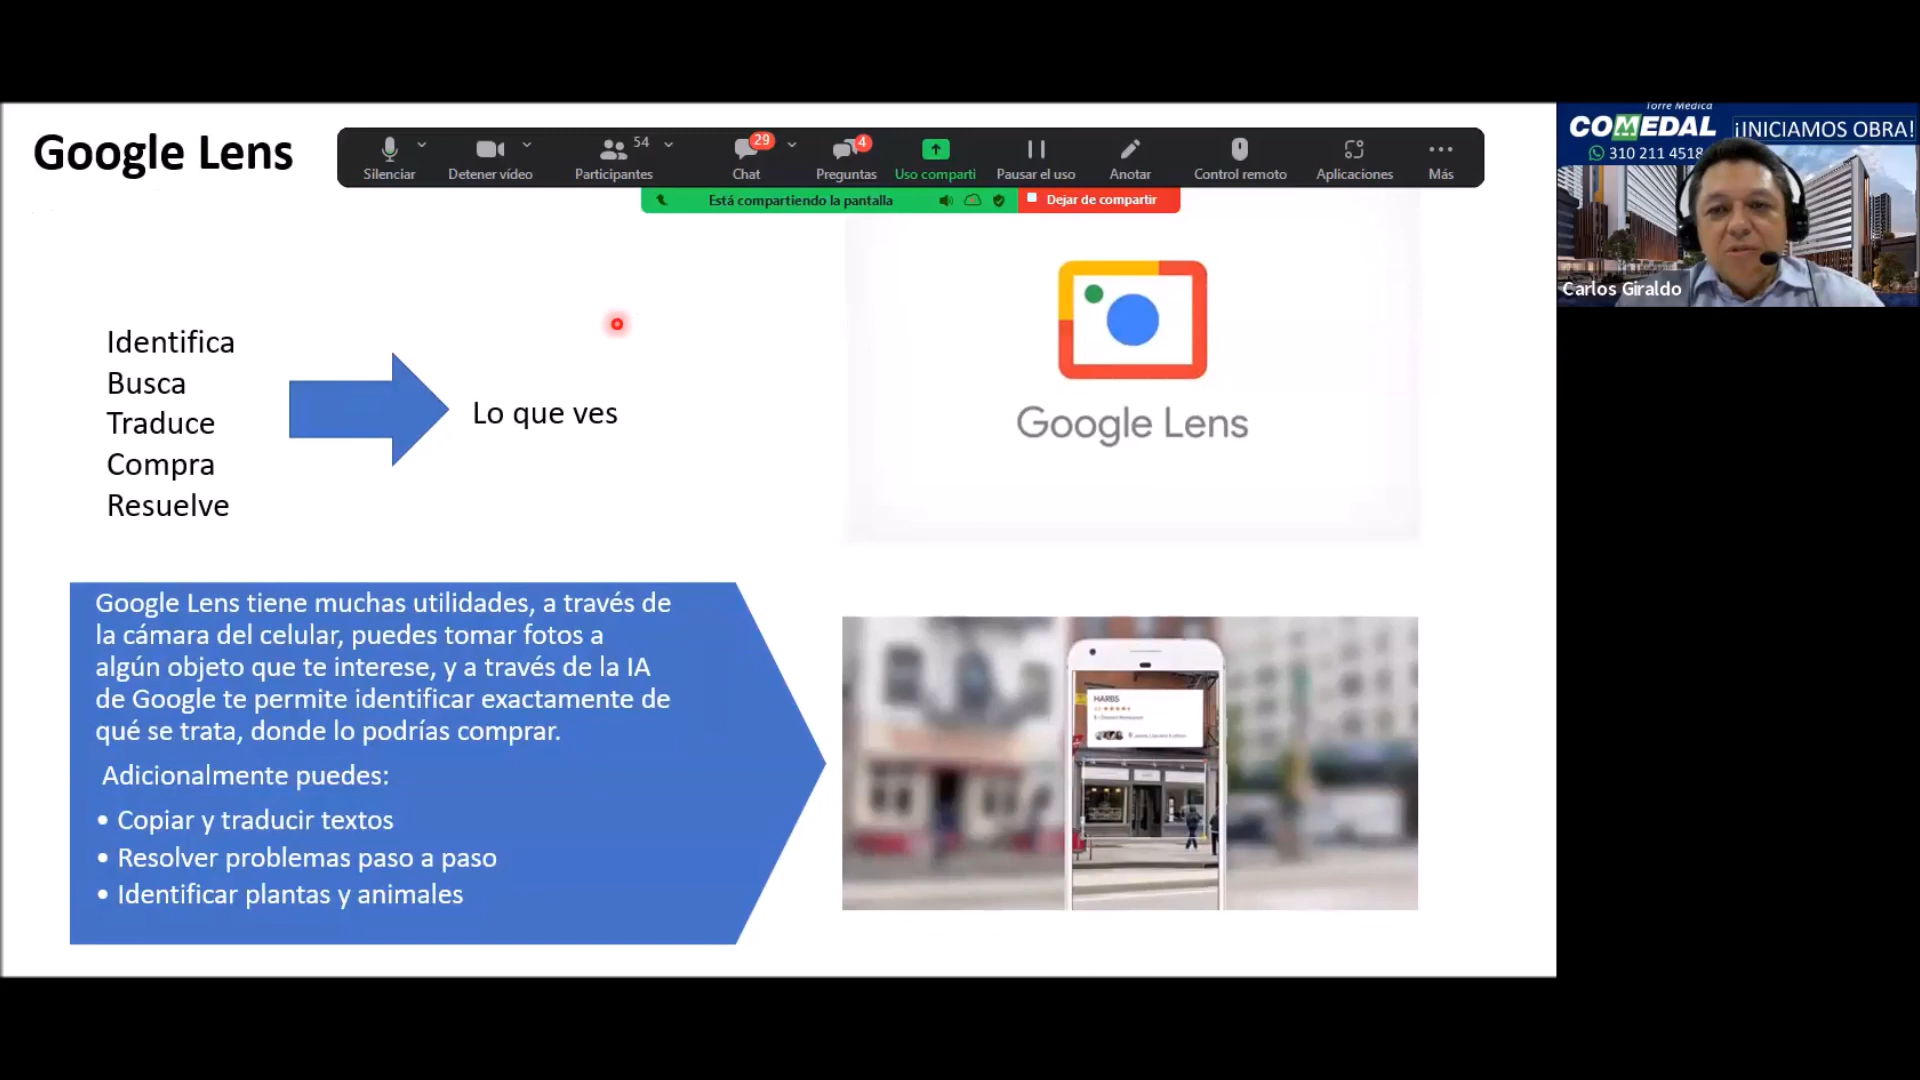 Google Lens
Silenciar
Detener vídeo
54
Participantes
29
Chat
4
Preguntas
Uso comparti
Pausar el uso
Anotar
Control remoto
Aplicaciones
Más
Está compartiendo la pantalla
Dejar de compartir
Torre Médica
COMEDAL
¡INICIAMOS OBRA!
310 211 4518
Carlos Giraldo
Identifica
Busca
Traduce
Compra
Resuelve
Lo que ves
Google Lens
Google Lens tiene muchas utilidades, a través de
la cámara del celular, puedes tomar fotos a
algún objeto que te interese, y a través de la IA
de Google te permite identificar exactamente de
qué se trata, donde lo podrías comprar.
Adicionalmente puedes:
• Copiar y traducir textos
• Resolver problemas paso a paso
• Identificar plantas y animales
HARBS